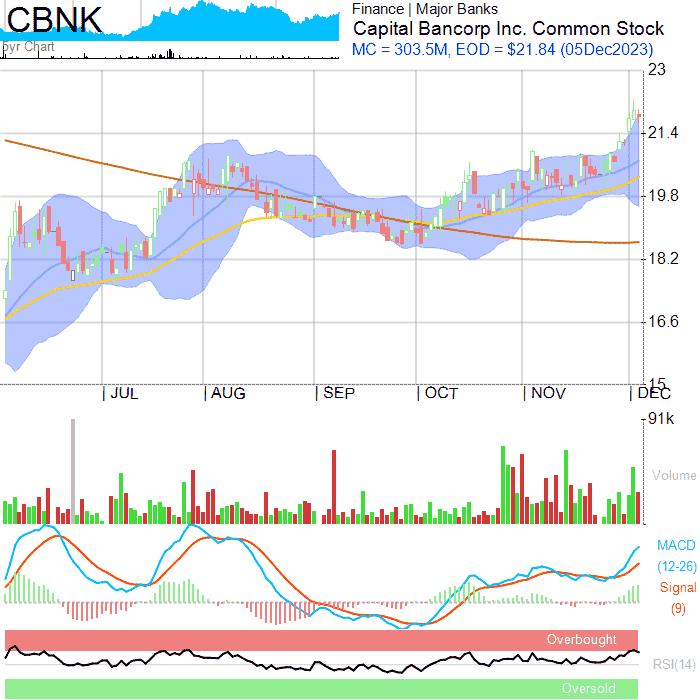 CBNK
5yr Chart
Finance | Major Banks
Capital Bancorp Inc. Common Stock
MC = 303.5M, EOD = $21.84 (05Dec2023)
23
21.4
19.8
18.2
16.6
15
JUL
AUG
SEP
OCT
NOV
DEC
91k
Volume
MACD
(12-26)
Signal
(9)
Overbought
RSI(14)
Oversold